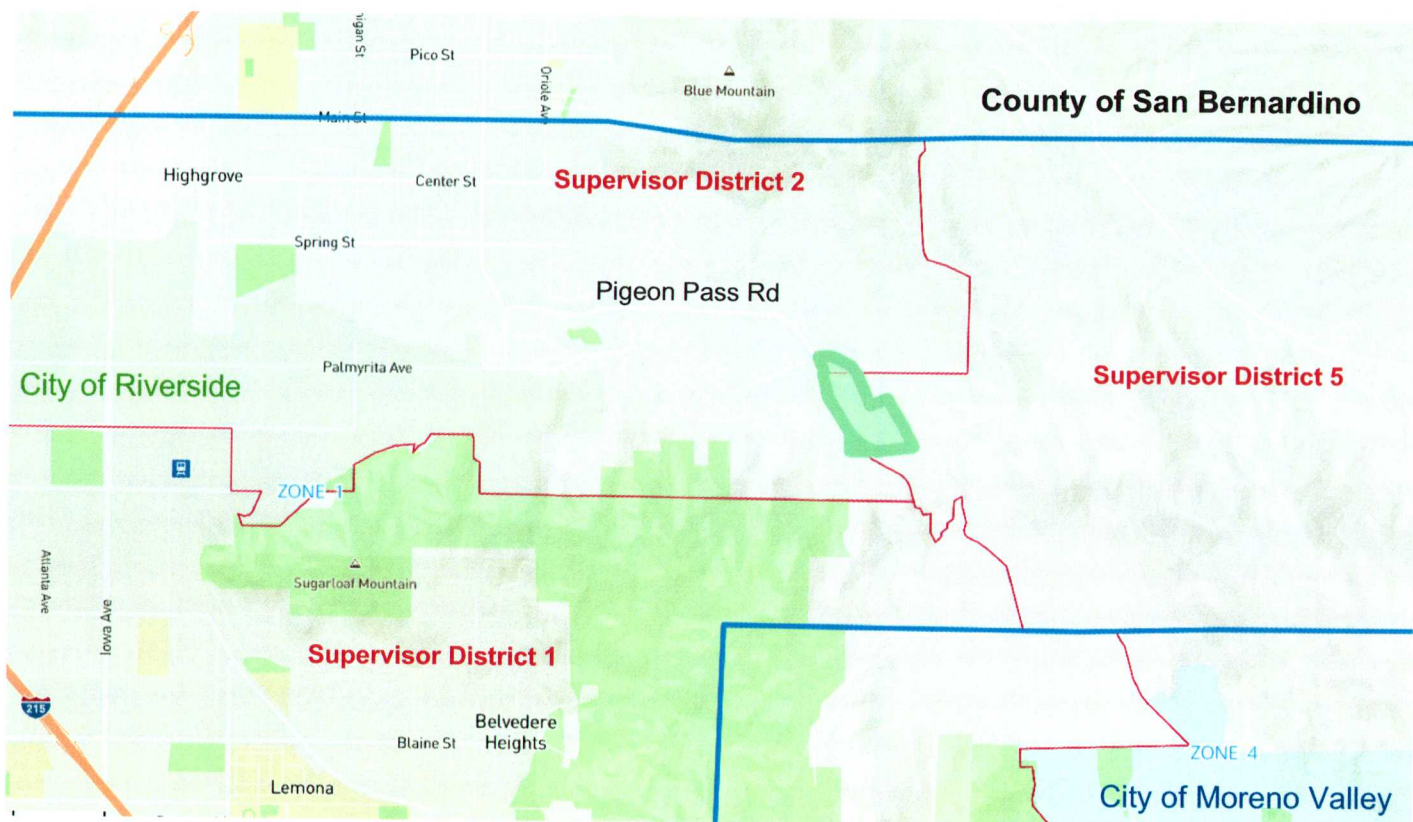 igan St
Pico St
Oriole Ave
Blue Mountain
County of San Bernardino
Main St
Highgrove
Center St
Supervisor District 2
Spring St
Pigeon Pass Rd
Palmyrita Ave
City of Riverside
Supervisor District 5
ZONE 1
Atlanta Ave
Iowa Ave
Sugarloaf Mountain
Supervisor District 1
215
Belvedere
Heights
Blaine St
ZONE 4
Lemona
City of Moreno Valley